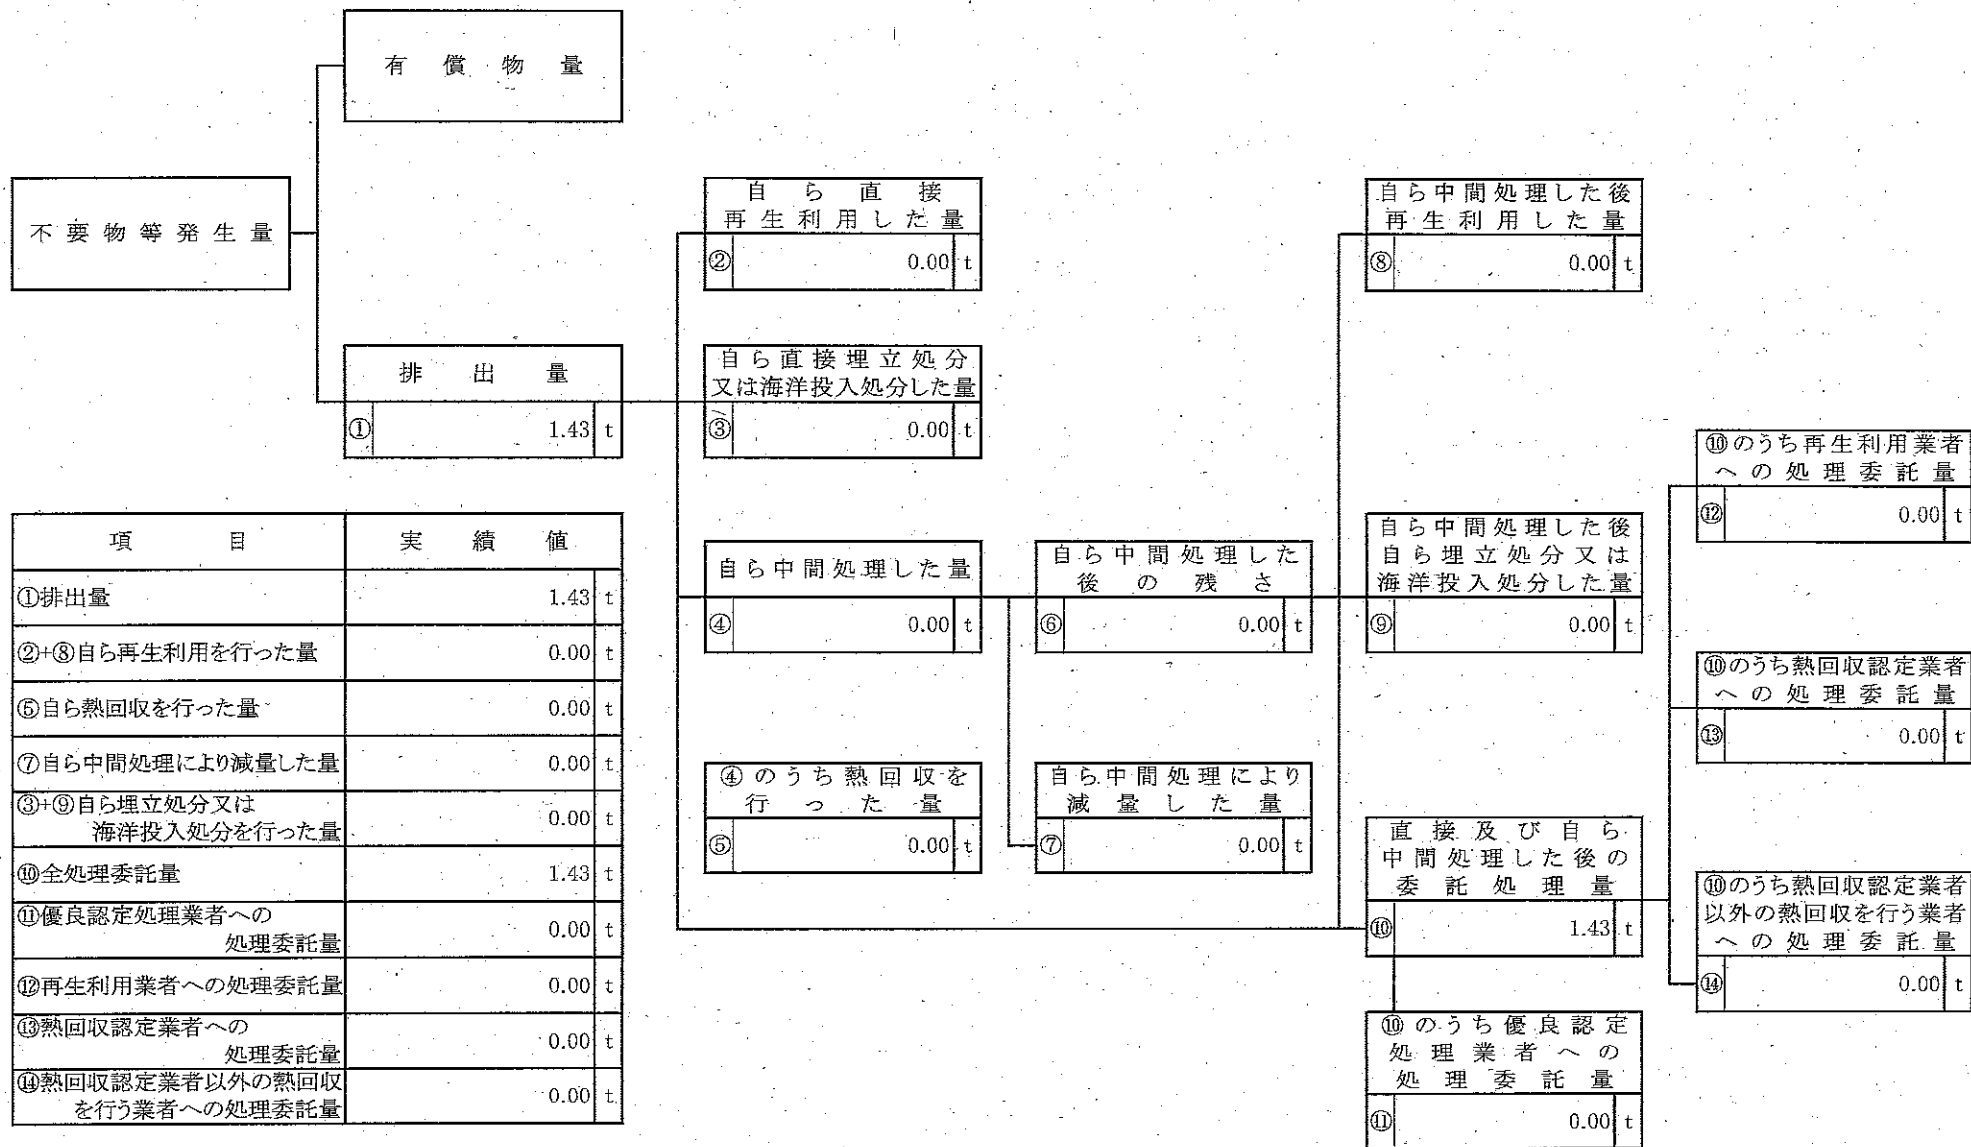 有償物量
不要物等発生量
排出量
① 1.43 t
自ら直接
再生利用した量
② 0.00 t
自ら直接埋立処分
又は海洋投入処分した量
③ 0.00 t
自ら中間処理した量
④ 0.00 t
④のうち熱回収を
行った量
⑤ 0.00 t
自ら中間処理した
後の残さ
⑥ 0.00 t
自ら中間処理により
減量した量
⑦ 0.00 t
自ら中間処理した後
再生利用した量
⑧ 0.00 t
自ら中間処理した後
自ら埋立処分又は
海洋投入処分した量
⑨ 0.00 t
直接及び自ら
中間処理した後の
委託処理量
⑩ 1.43 t
⑩のうち優良認定
処理業者への
処理委託量
⑪ 0.00 t
⑩のうち再生利用業者
への処理委託量
⑫ 0.00 t
⑩のうち熱回収認定業者
への処理委託量
⑬ 0.00 t
⑩のうち熱回収認定業者
以外の熱回収を行う業者
への処理委託量
⑭ 0.00 t
項目 実績値
①排出量 1.43 t
②+⑧自ら再生利用を行った量 0.00 t
⑤自ら熱回収を行った量 0.00 t
⑦自ら中間処理により減量した量 0.00 t
③+⑨自ら埋立処分又は
海洋投入処分を行った量 0.00 t
⑩全処理委託量 1.43 t
⑪優良認定処理業者への
処理委託量 0.00 t
⑫再生利用業者への処理委託量 0.00 t
⑬熱回収認定業者への
処理委託量 0.00 t
⑭熱回収認定業者以外の熱回収
を行う業者への処理委託量 0.00 t